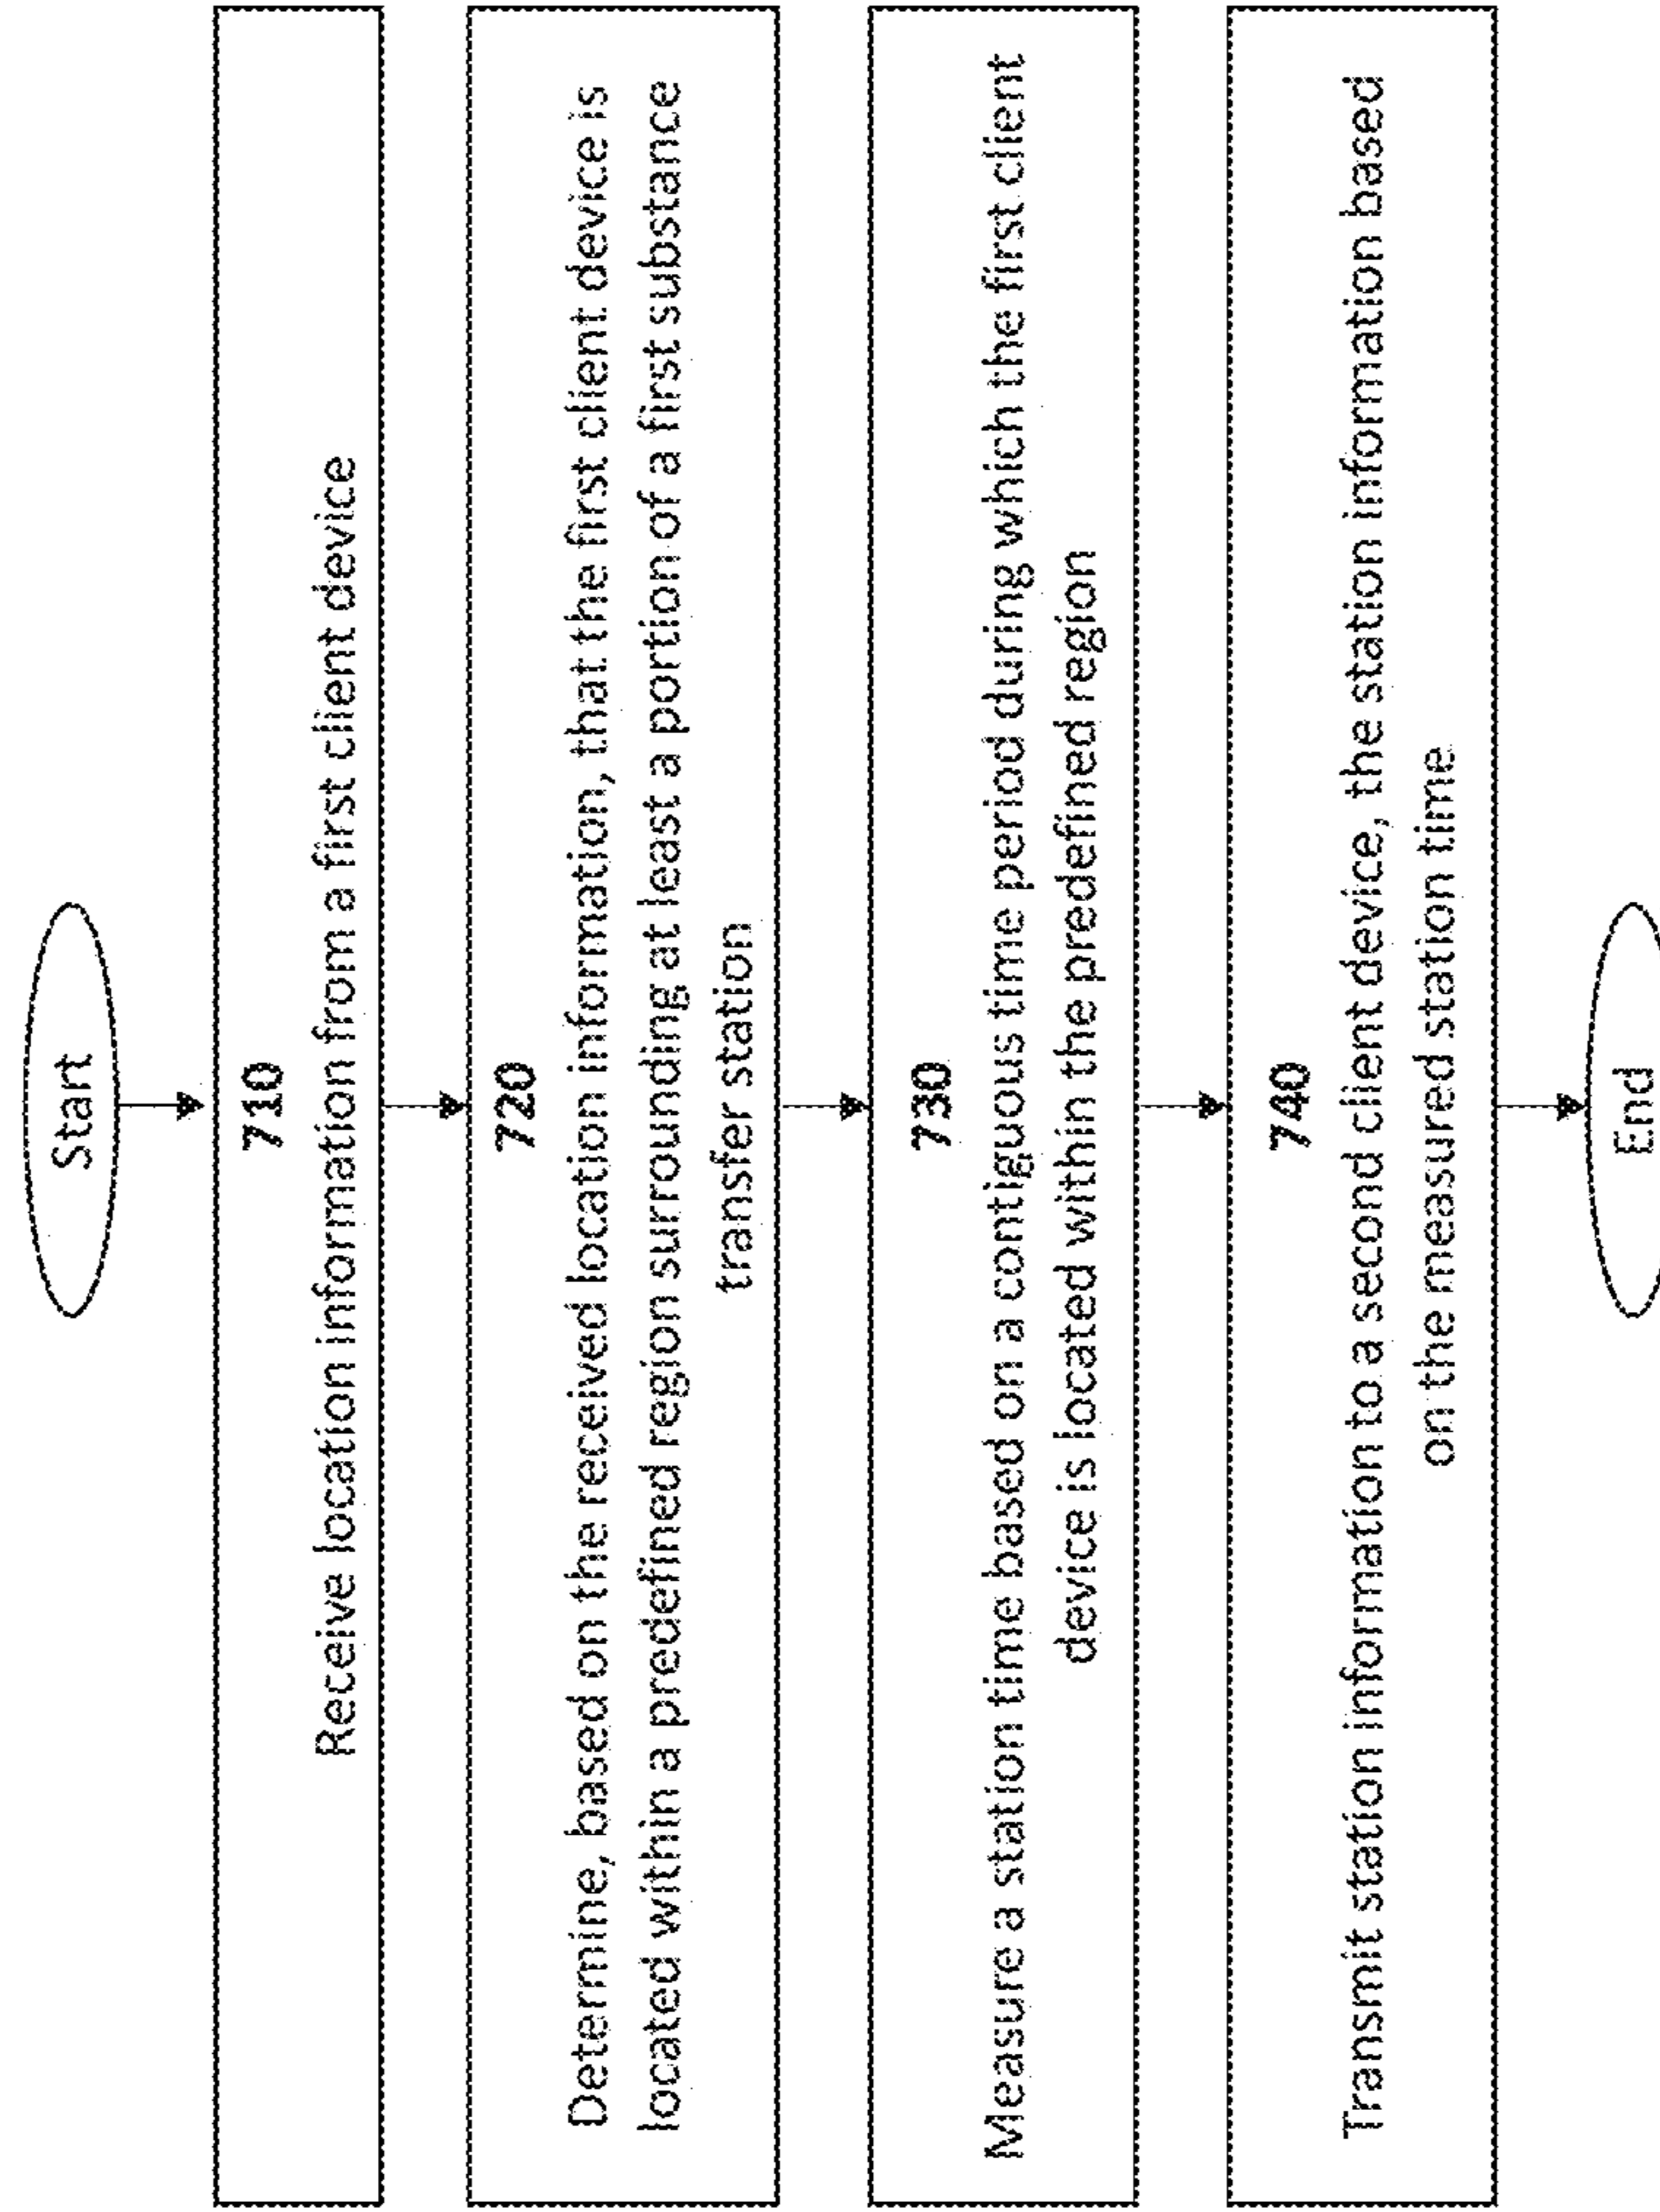 Start
710
Receive location information from a first client device
720
Determine, based on the received location information, that the first client device is
located within a predefined region surrounding at least a portion of a first substance
transfer station
730
Measure a station time based on a contiguous time period during which the first client
device is located within the predefined region
740
Transmit station information to a second client device, the station information based
on the measured station time
End